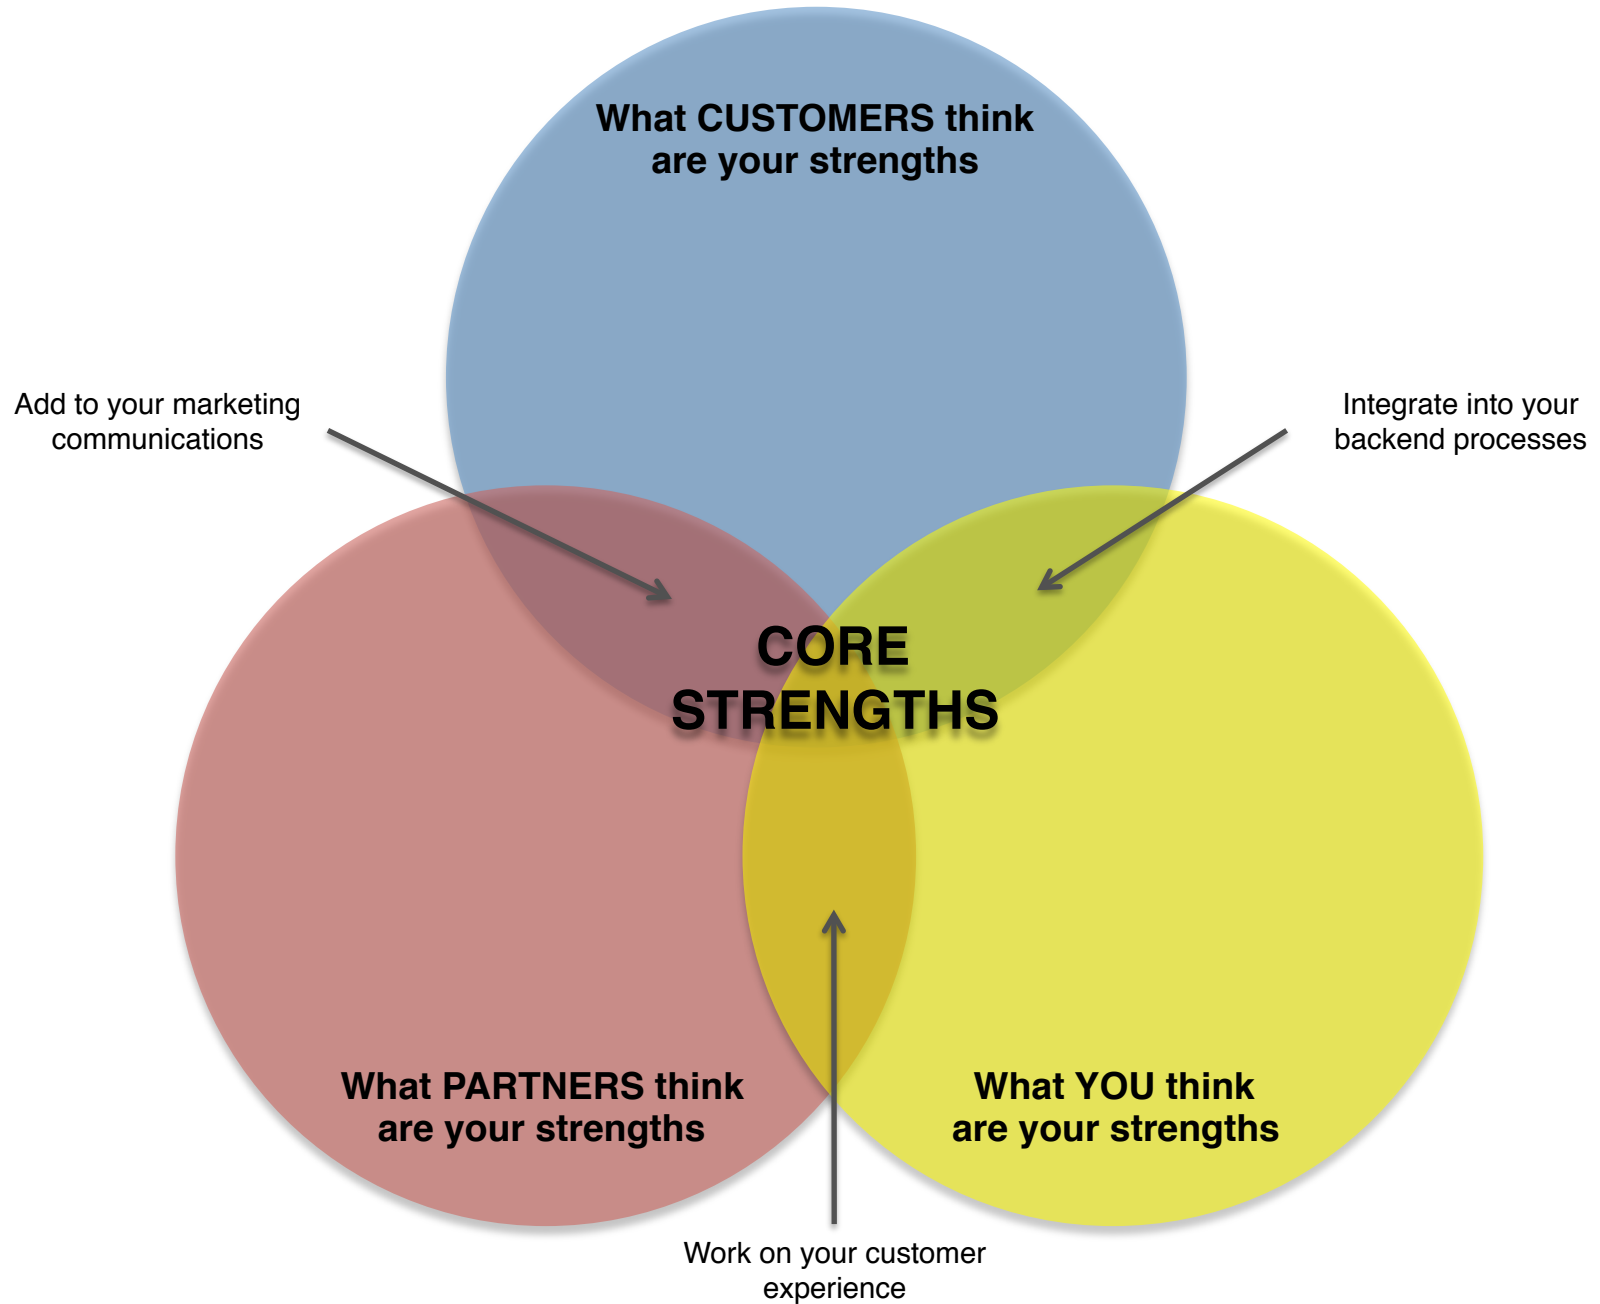 What CUSTOMERS think
are your strengths
Add to your marketing
communications
Integrate into your
backend processes
CORE
STRENGTHS
What PARTNERS think
are your strengths
What YOU think
are your strengths
Work on your customer
experience